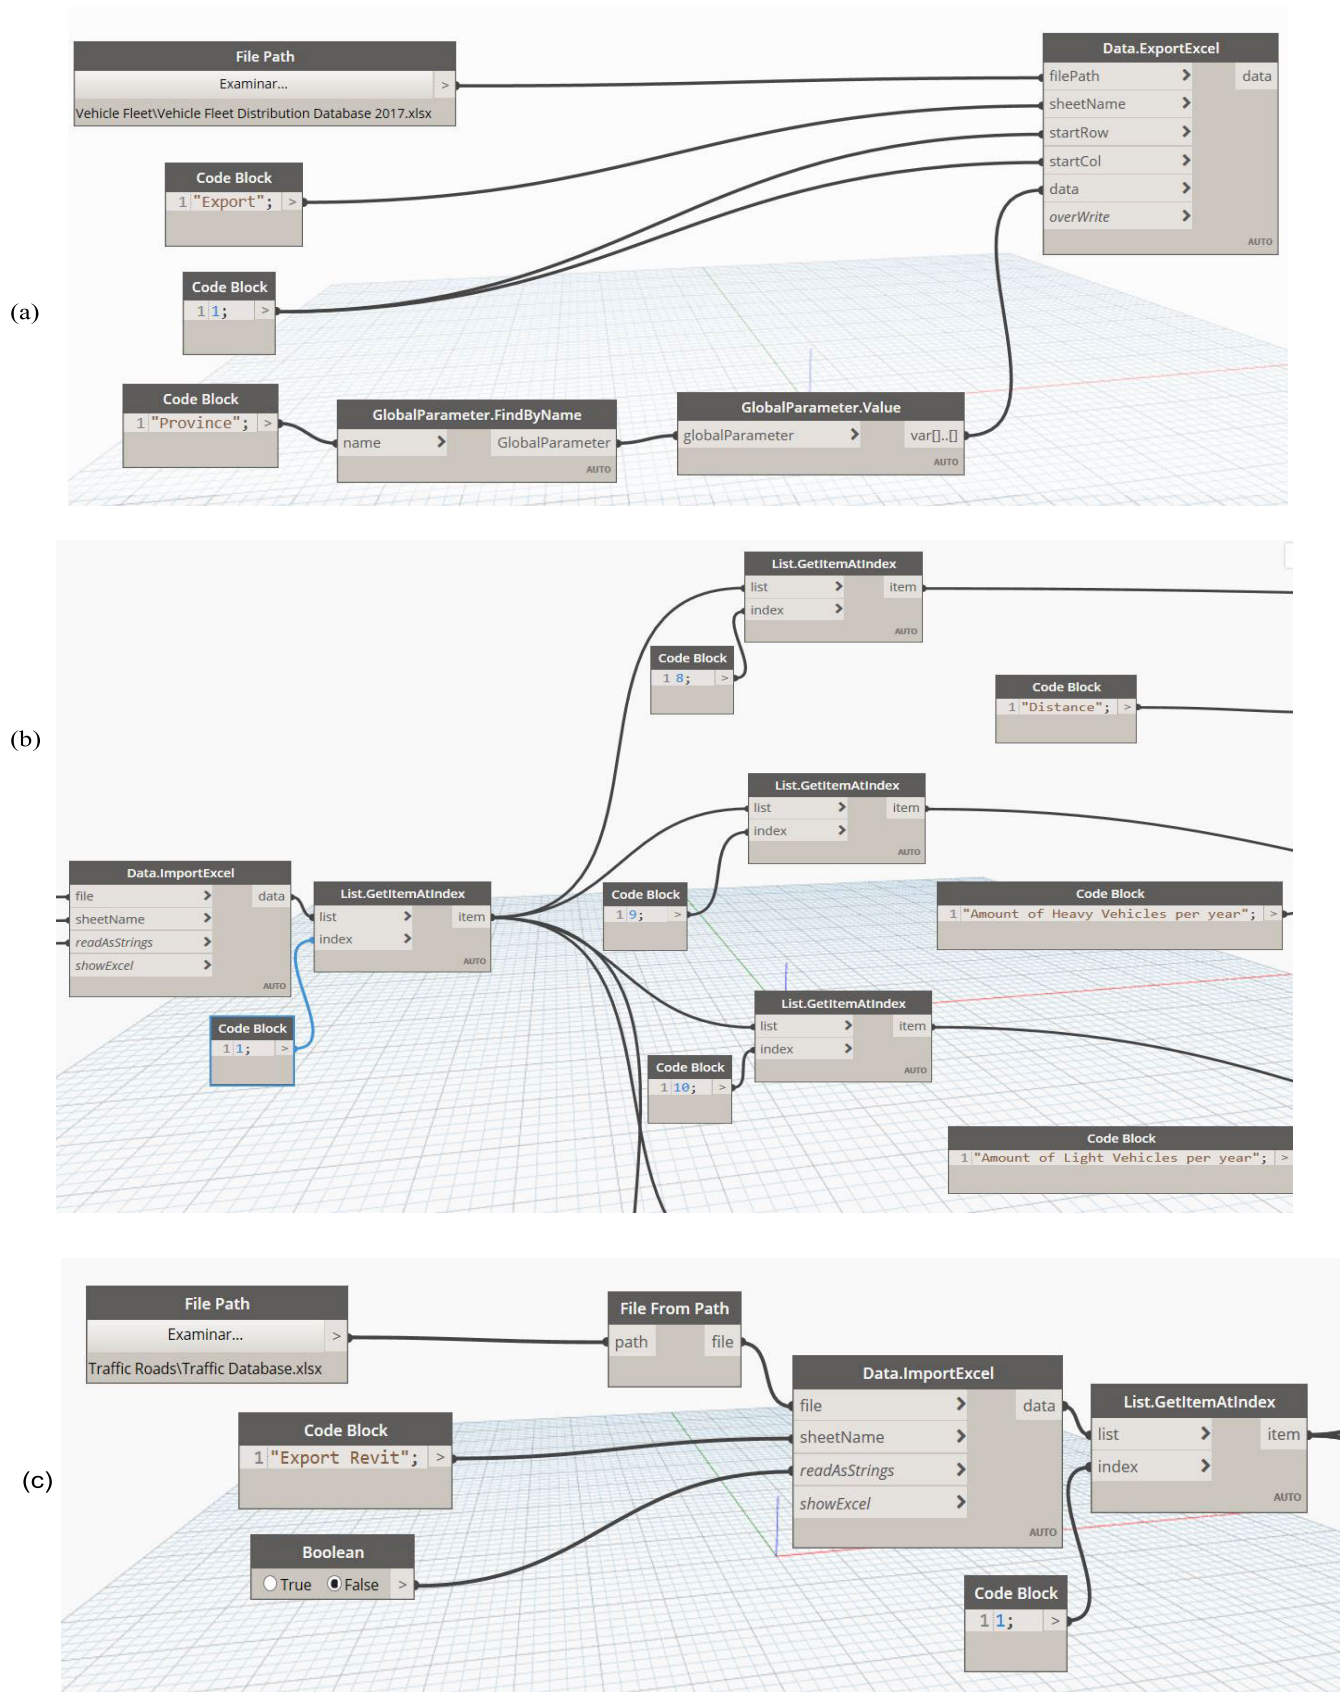 File Path
Examinar...
>
Vehicle Fleet\Vehicle Fleet Distribution Database 2017.xlsx
Data.ExportExcel
filePath > data
sheetName >
startRow >
startCol >
data >
overWrite >
AUTO
Code Block
1 "Export"; >
Code Block
1 1; >
(a)
Code Block
1 "Province"; >
GlobalParameter.FindByName
name > GlobalParameter
AUTO
GlobalParameter.Value
globalParameter > var[]..[]
AUTO
List.GetItemAtIndex
list > item
index >
AUTO
Code Block
1 8; >
Code Block
1 "Distance"; >
(b)
List.GetItemAtIndex
list > item
index >
AUTO
Data.ImportExcel
file > data
sheetName >
readAsStrings >
showExcel >
AUTO
List.GetItemAtIndex
list > item
index >
AUTO
Code Block
1 9; >
Code Block
1 "Amount of Heavy Vehicles per year"; >
Code Block
1 1; >
List.GetItemAtIndex
list > item
index >
AUTO
Code Block
1 10; >
Code Block
1 "Amount of Light Vehicles per year"; >
File Path
Examinar...
>
Traffic Roads\Traffic Database.xlsx
File From Path
path file
Data.ImportExcel
file > data
sheetName >
readAsStrings >
showExcel >
AUTO
List.GetItemAtIndex
list > item
index >
AUTO
Code Block
1 "Export Revit"; >
(c)
Boolean
True False >
Code Block
1 1; >